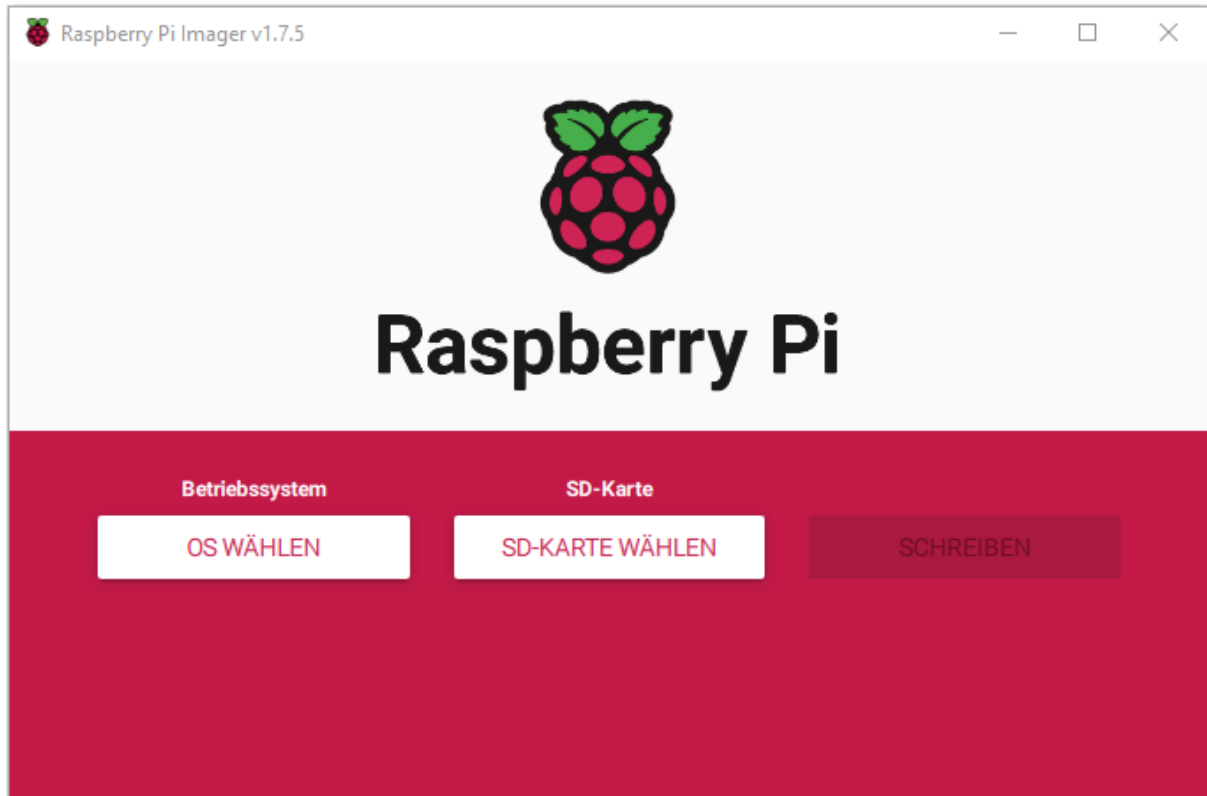 Raspberry Pi Imager v1.7.5
Raspberry Pi
Betriebssystem
SD-Karte
OS WÄHLEN
SD-KARTE WÄHLEN
SCHREIBEN